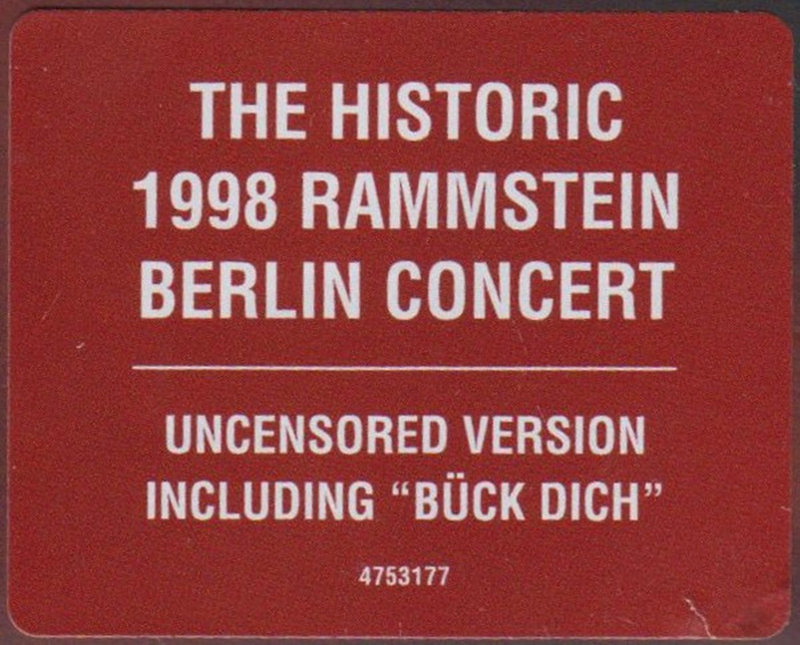 THE HISTORIC
1998 RAMMSTEIN
BERLIN CONCERT
UNCENSORED VERSION
INCLUDING “BÜCK DICH”
4753177